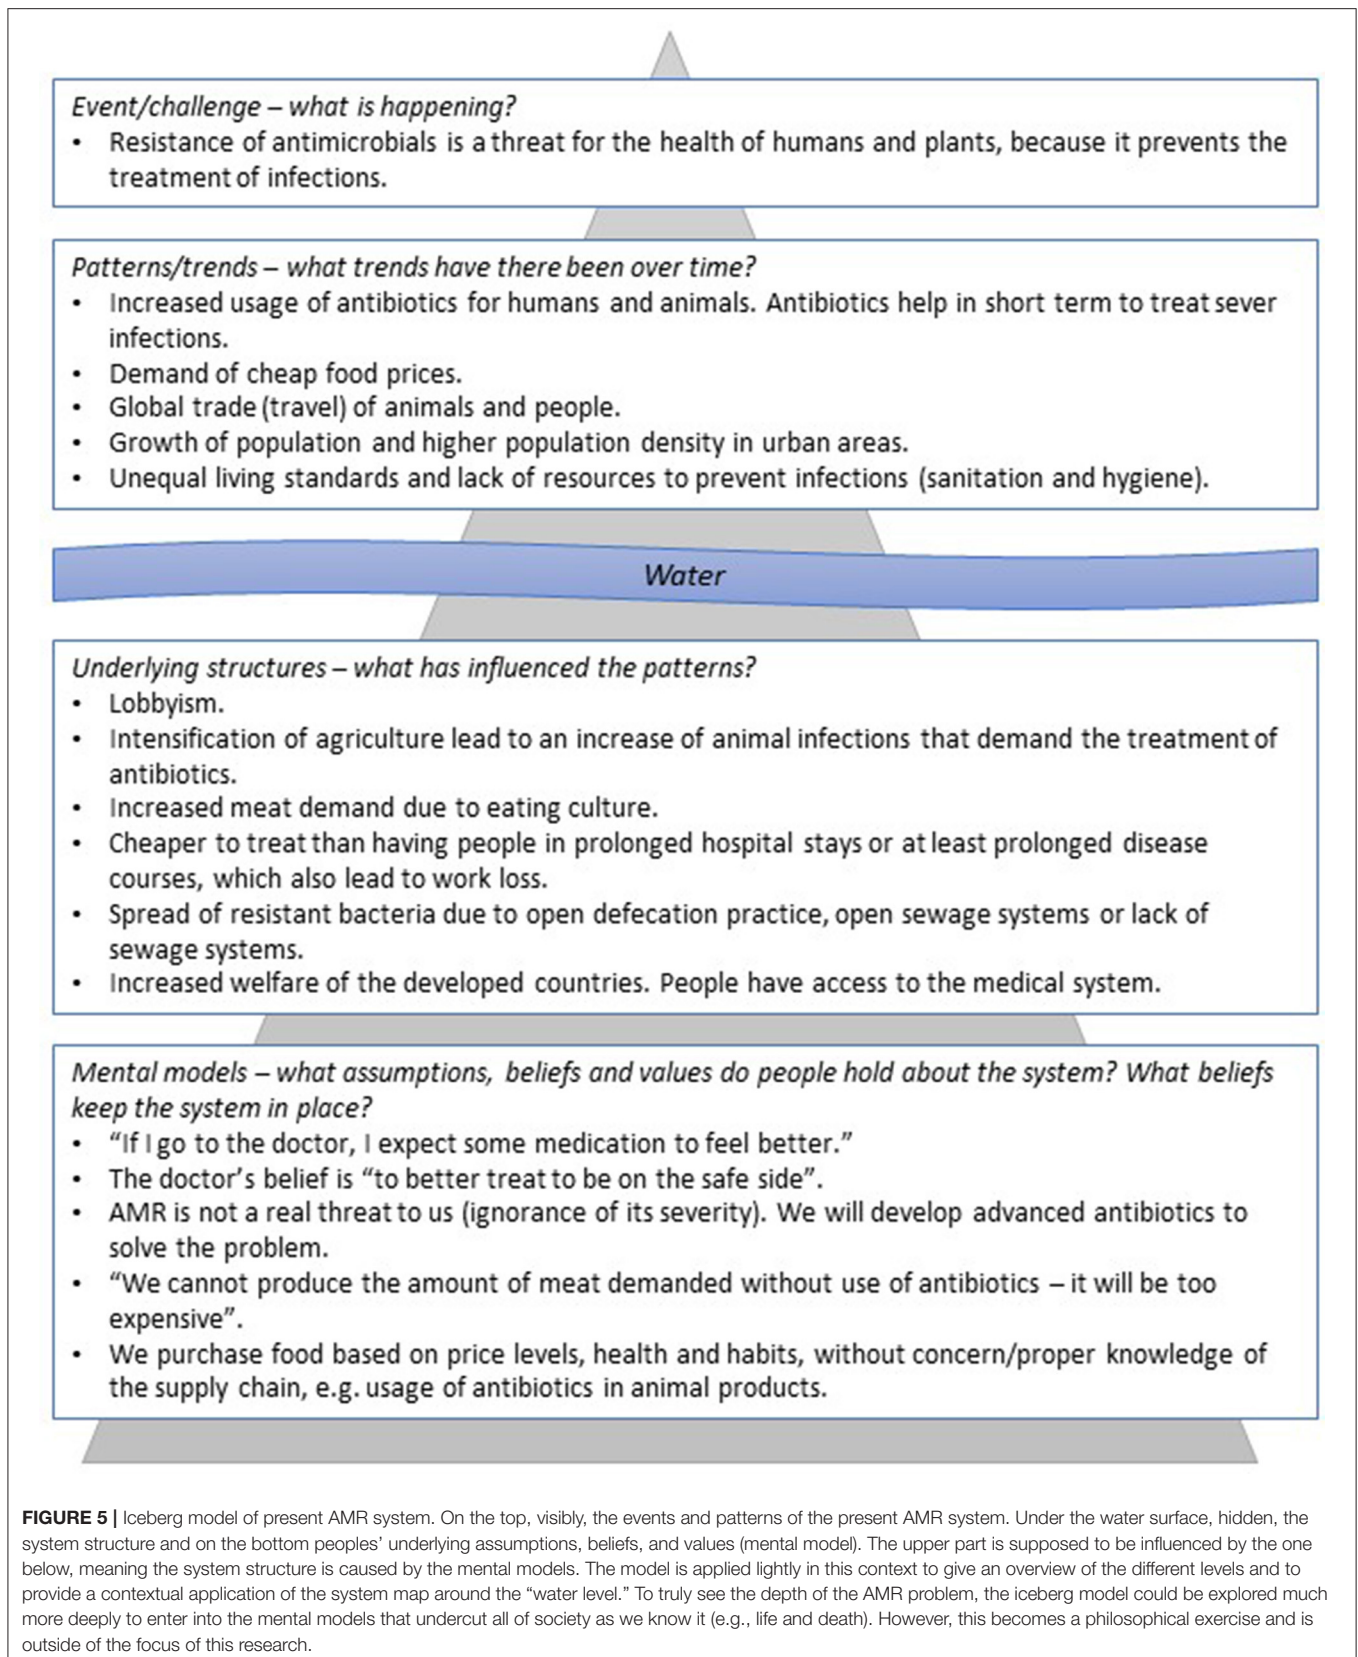 Event/challenge – what is happening?
• Resistance of antimicrobials is a threat for the health of humans and plants, because it prevents the
treatment of infections.
Patterns/trends – what trends have there been over time?
• Increased usage of antibiotics for humans and animals. Antibiotics help in short term to treat sever
infections.
• Demand of cheap food prices.
• Global trade (travel) of animals and people.
• Growth of population and higher population density in urban areas.
• Unequal living standards and lack of resources to prevent infections (sanitation and hygiene).
Water
Underlying structures – what has influenced the patterns?
• Lobbyism.
• Intensification of agriculture lead to an increase of animal infections that demand the treatment of
antibiotics.
• Increased meat demand due to eating culture.
• Cheaper to treat than having people in prolonged hospital stays or at least prolonged disease
courses, which also lead to work loss.
• Spread of resistant bacteria due to open defecation practice, open sewage systems or lack of
sewage systems.
• Increased welfare of the developed countries. People have access to the medical system.
Mental models – what assumptions, beliefs and values do people hold about the system? What beliefs
keep the system in place?
• “If I go to the doctor, I expect some medication to feel better.”
• The doctor’s belief is “to better treat to be on the safe side”.
• AMR is not a real threat to us (ignorance of its severity). We will develop advanced antibiotics to
solve the problem.
• “We cannot produce the amount of meat demanded without use of antibiotics – it will be too
expensive”.
• We purchase food based on price levels, health and habits, without concern/proper knowledge of
the supply chain, e.g. usage of antibiotics in animal products.
FIGURE 5 | Iceberg model of present AMR system. On the top, visibly, the events and patterns of the present AMR system. Under the water surface, hidden, the
system structure and on the bottom peoples’ underlying assumptions, beliefs, and values (mental model). The upper part is supposed to be influenced by the one
below, meaning the system structure is caused by the mental models. The model is applied lightly in this context to give an overview of the different levels and to
provide a contextual application of the system map around the “water level.” To truly see the depth of the AMR problem, the iceberg model could be explored much
more deeply to enter into the mental models that undercut all of society as we know it (e.g., life and death). However, this becomes a philosophical exercise and is
outside of the focus of this research.